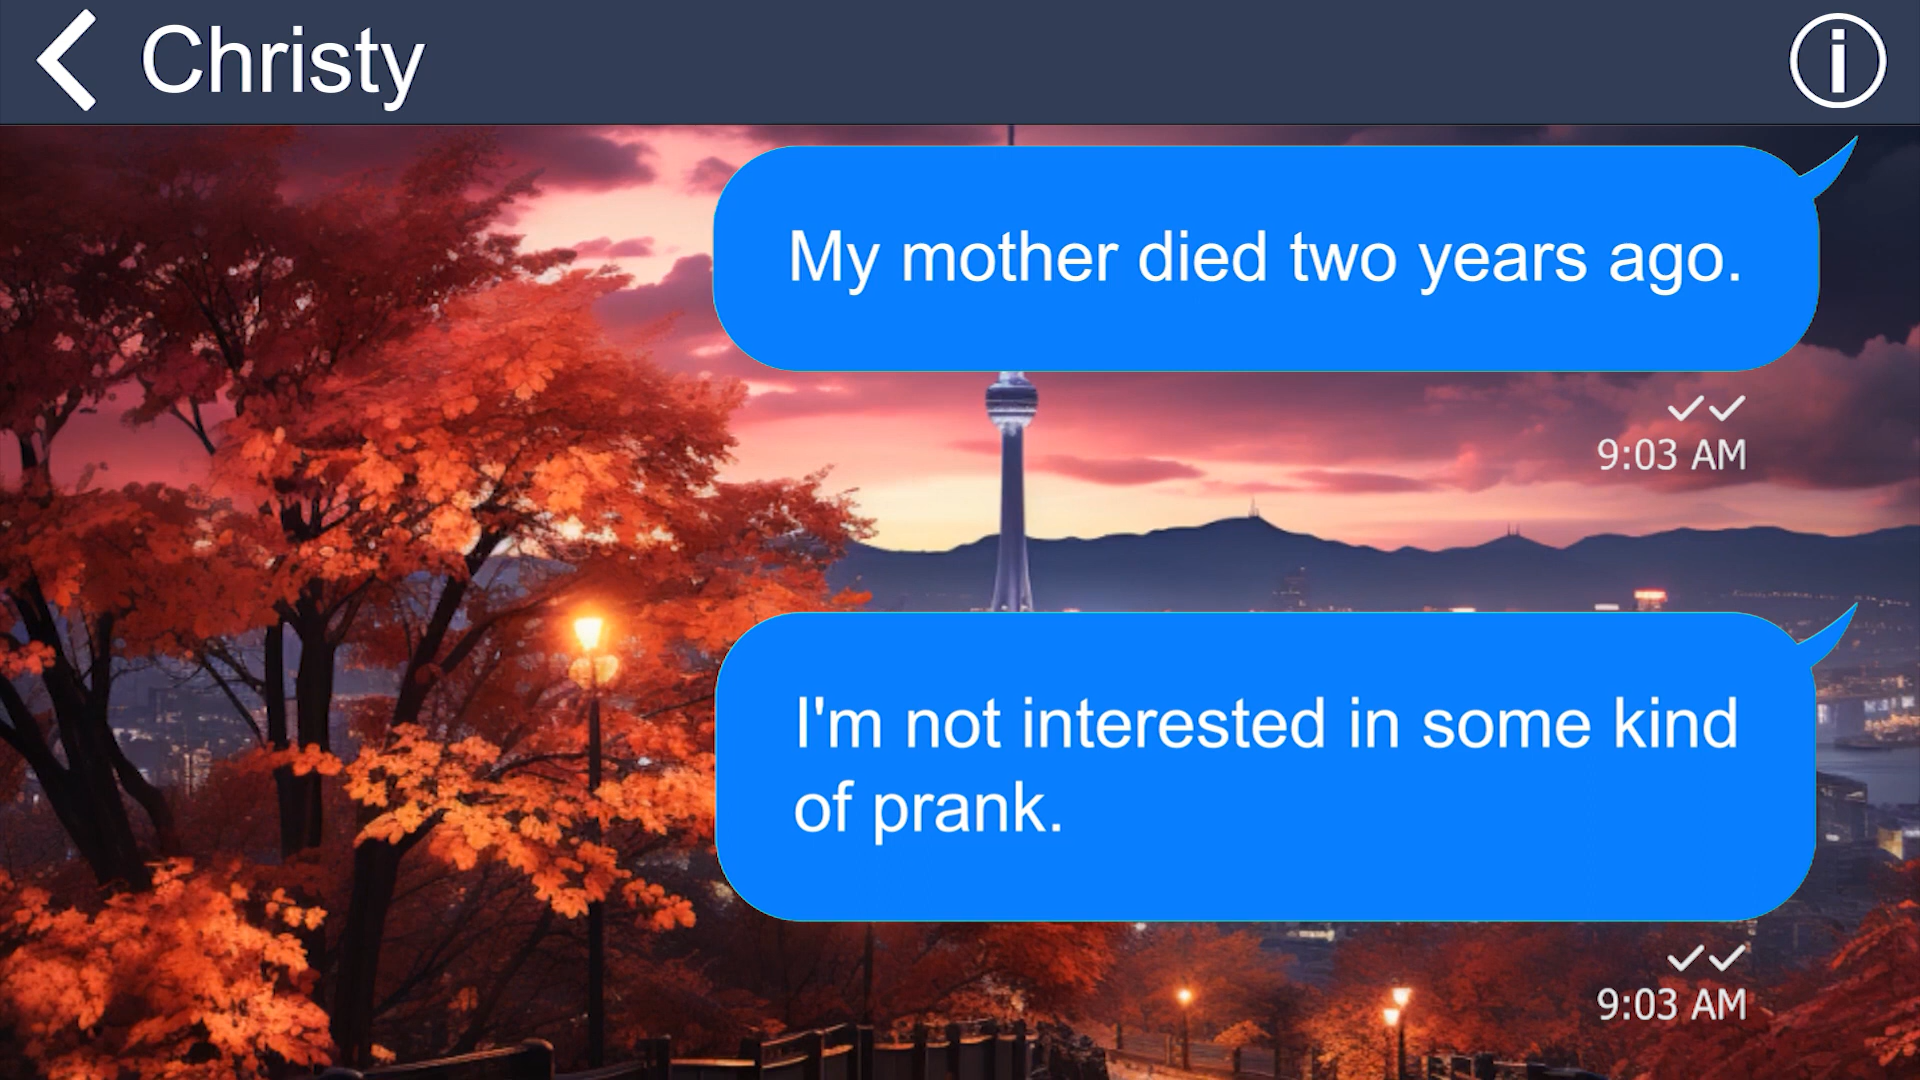 Christy
My mother died two years ago.
9:03 AM
I'm not interested in some kind
of prank.
9:03 AM